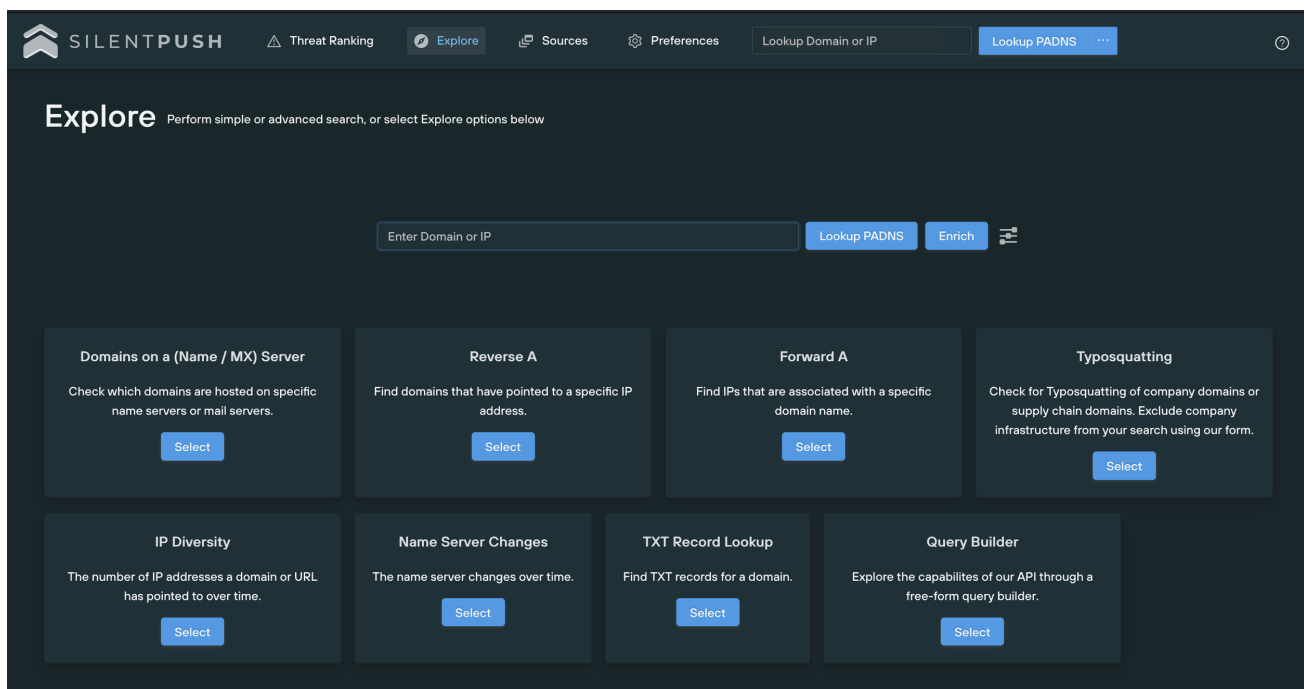 SILENTPUSH
Threat Ranking
Explore
Sources
Preferences
Lookup Domain or IP
Lookup PADNS
...
Explore
Perform simple or advanced search, or select Explore options below
Enter Domain or IP
Lookup PADNS
Enrich
Domains on a (Name / MX) Server
Check which domains are hosted on specific
name servers or mail servers.
Select
Reverse A
Find domains that have pointed to a specific IP
address.
Select
Forward A
Find IPs that are associated with a specific
domain name.
Select
Typosquatting
Check for Typosquatting of company domains or
supply chain domains. Exclude company
infrastructure from your search using our form.
Select
IP Diversity
The number of IP addresses a domain or URL
has pointed to over time.
Select
Name Server Changes
The name server changes over time.
Select
TXT Record Lookup
Find TXT records for a domain.
Select
Query Builder
Explore the capabilites of our API through a
free-form query builder.
Select